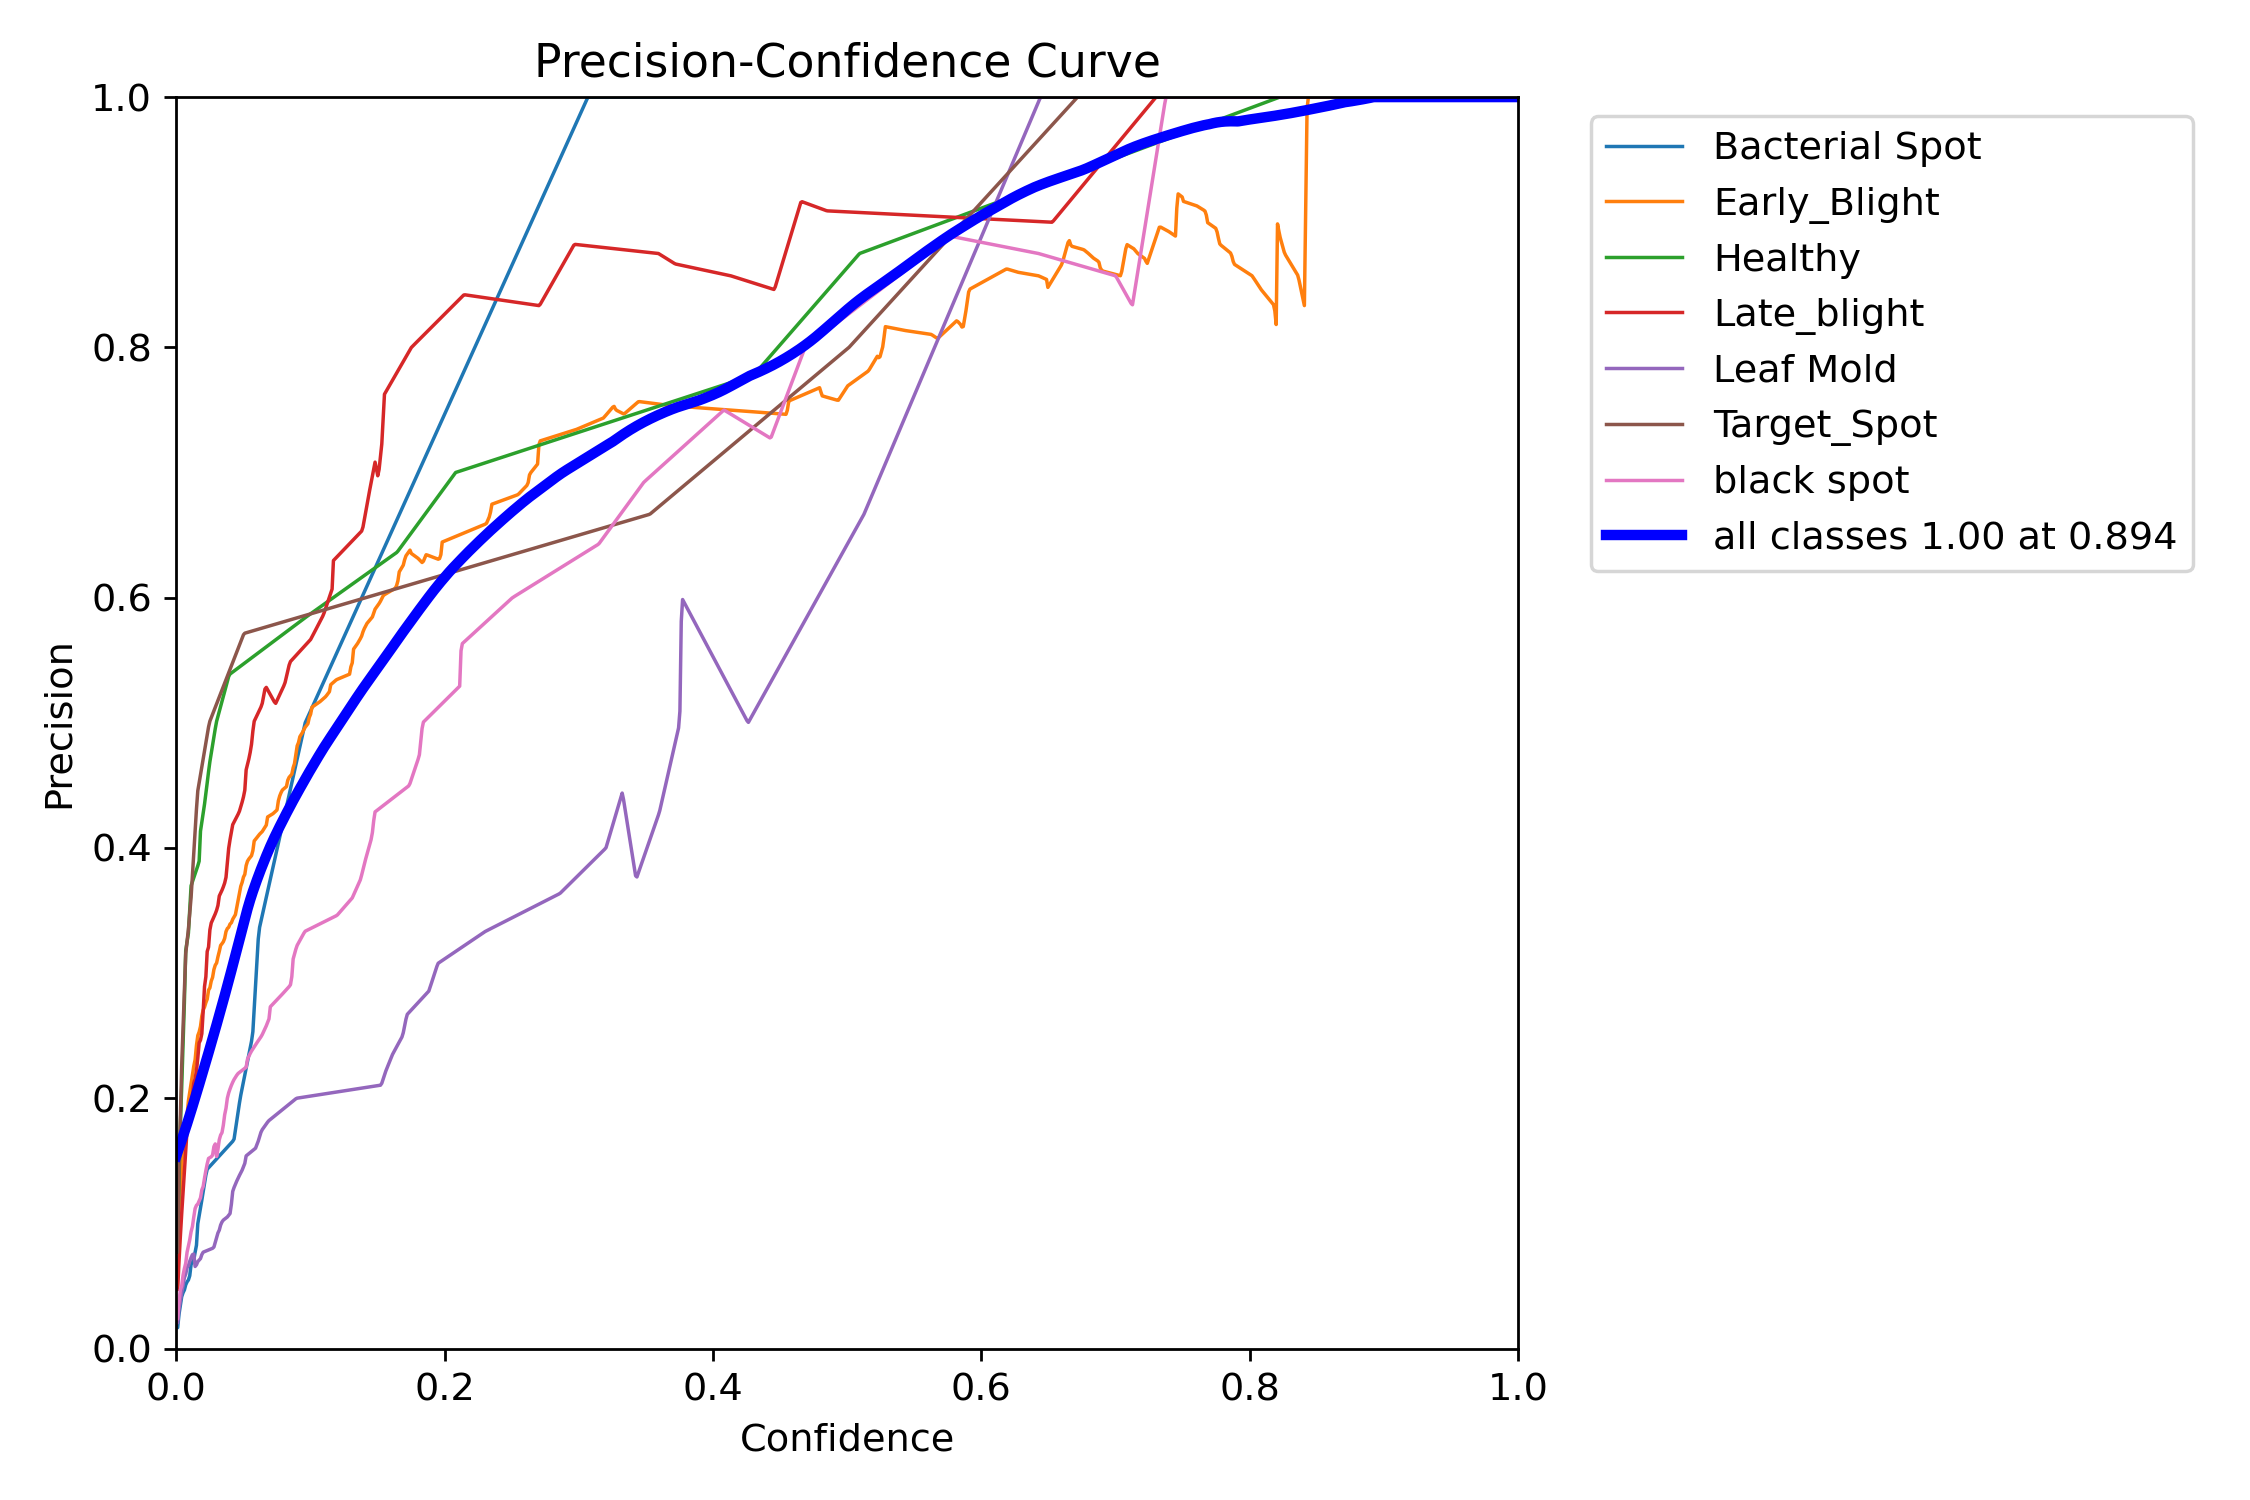 Precision-Confidence Curve
1.0
0.8
0.6
0.4
0.2
0.0
Precision
0.0 0.2 0.4 0.6 0.8 1.0
Confidence
Bacterial Spot
Early_Blight
Healthy
Late_blight
Leaf Mold
Target_Spot
black spot
all classes 1.00 at 0.894